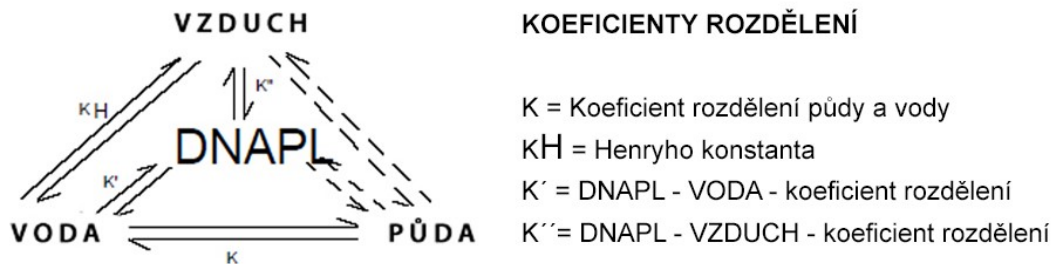 VZDUCH
KH
K"
DNAPL
K'
VODA
PŮDA
K
KOEFICIENTY ROZDĚLENÍ
K = Koeficient rozdělení půdy a vody
KH = Henryho konstanta
K´ = DNAPL - VODA - koeficient rozdělení
K´´= DNAPL - VZDUCH - koeficient rozdělení